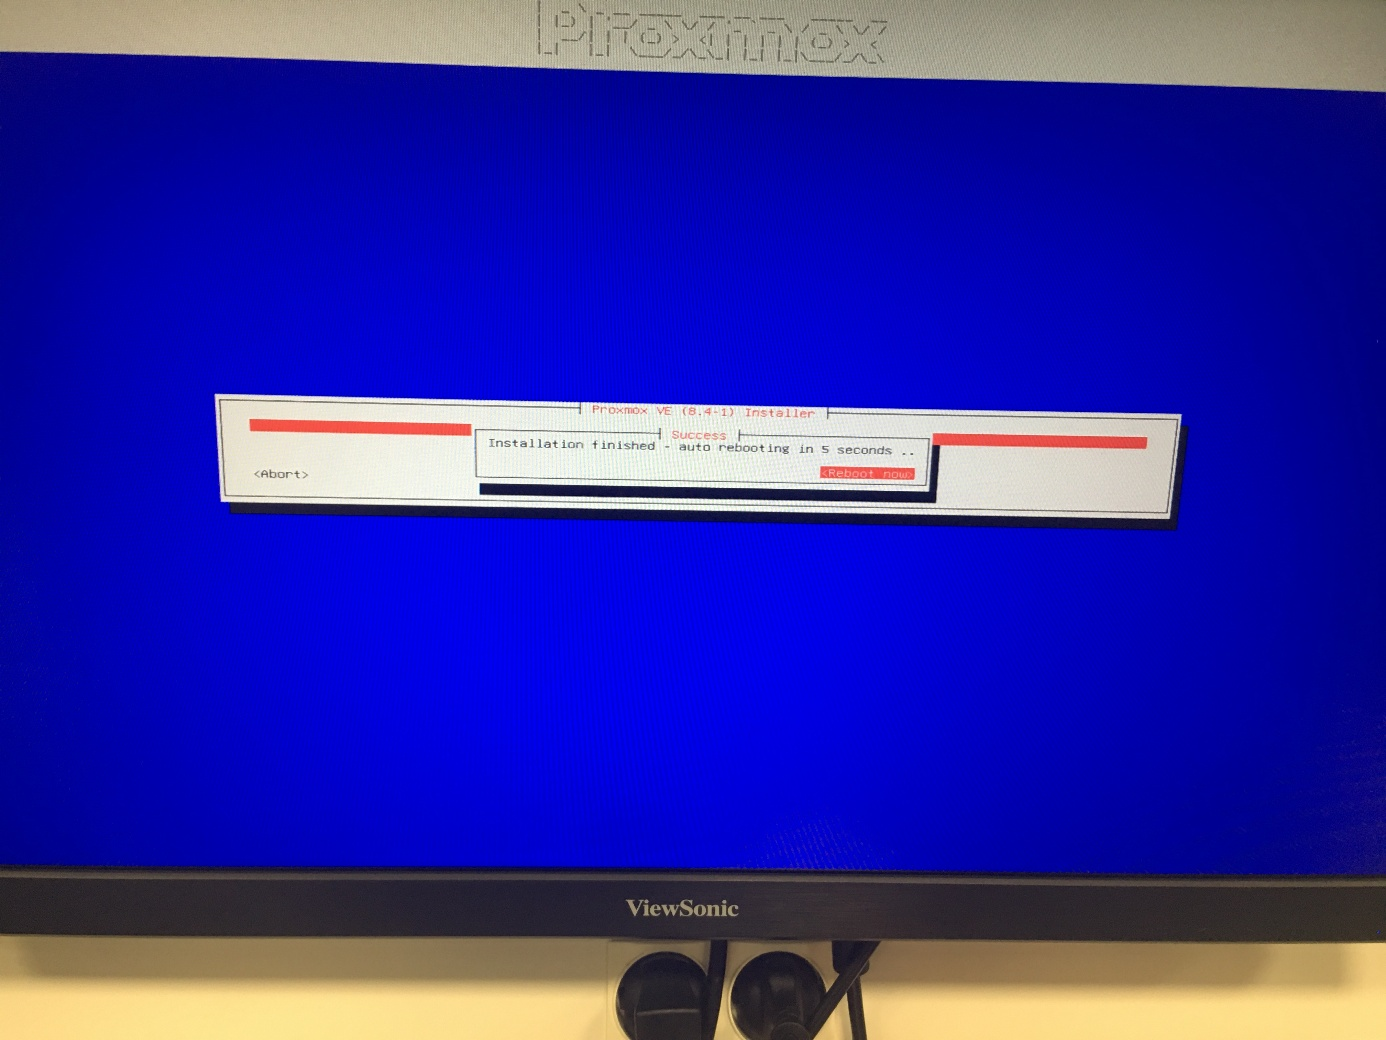 Proxmox
Proxmox VE (8.4-1) Installer
Success
Installation finished - auto rebooting in 5 seconds ..
<Reboot now>
<Abort>
ViewSonic